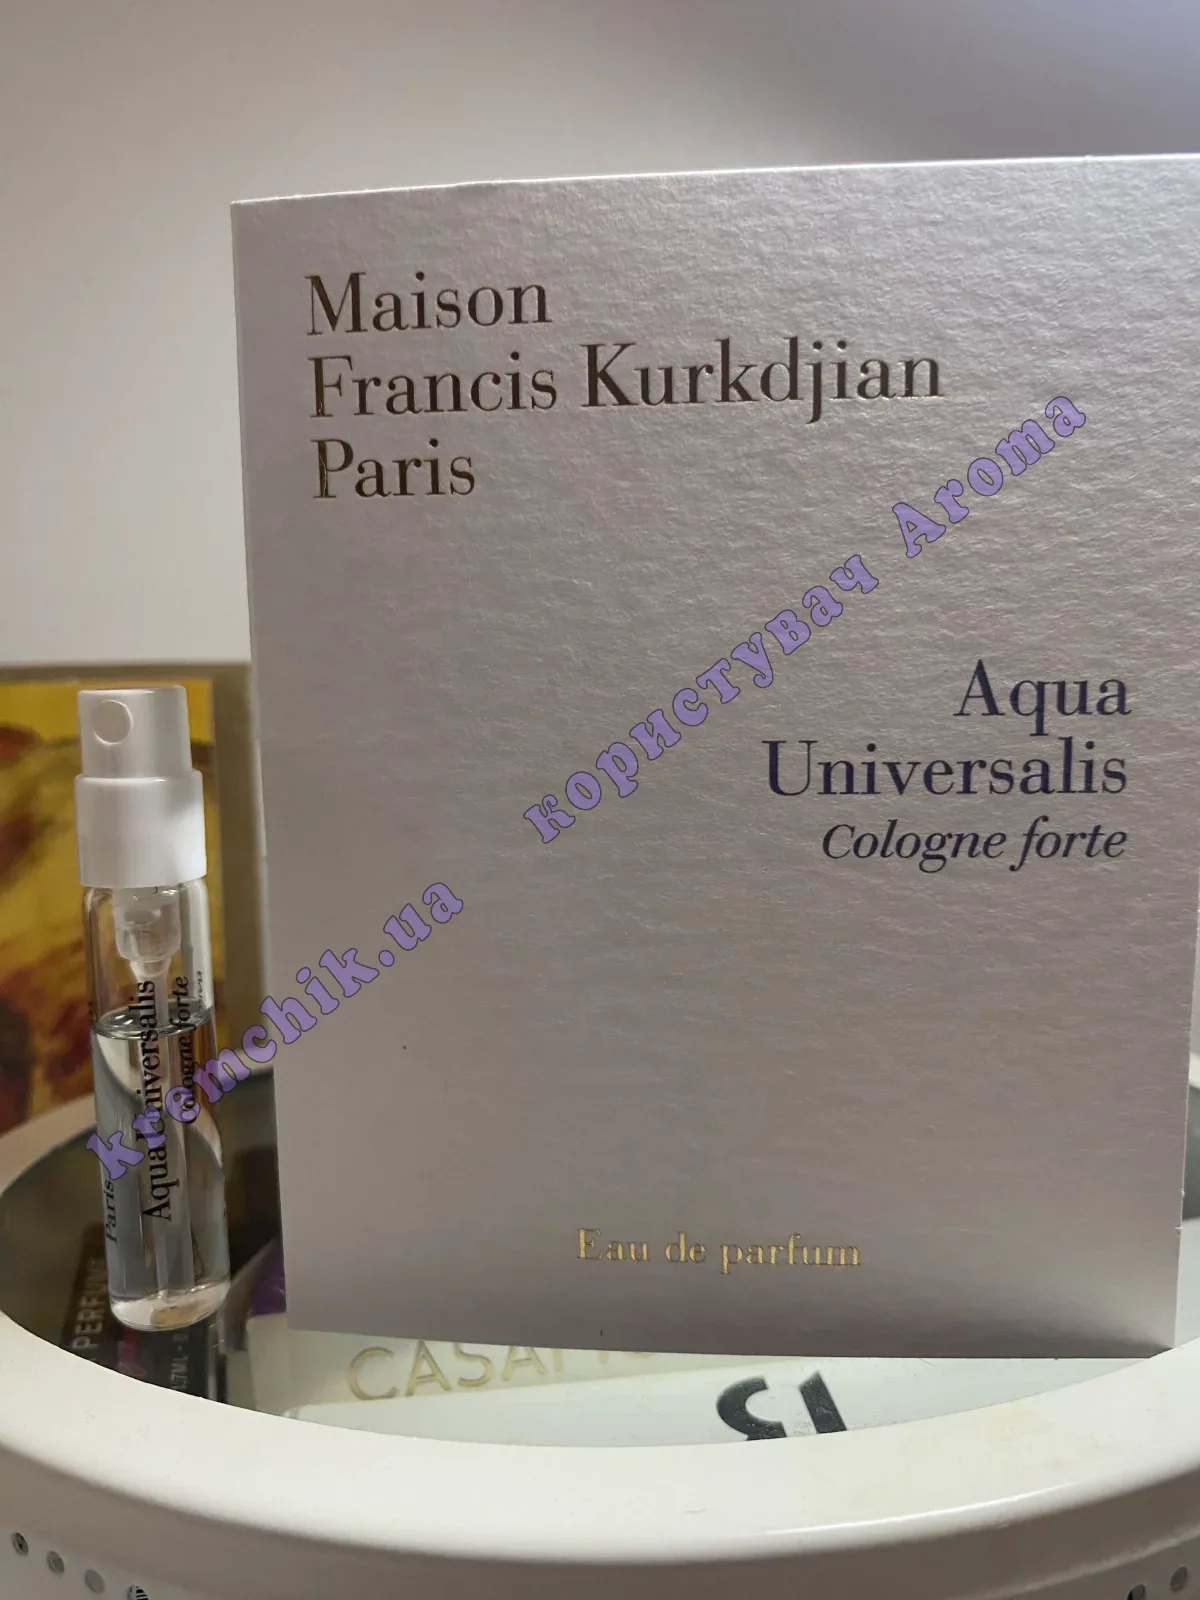 Maison
Francis Kurkdjian
Paris
Aqua
Universalis
Cologne forte
Eau de parfum
Paris
Aqua Universalis
Cologne forte
kremchik.ua
користувач Aroma
PERFUME